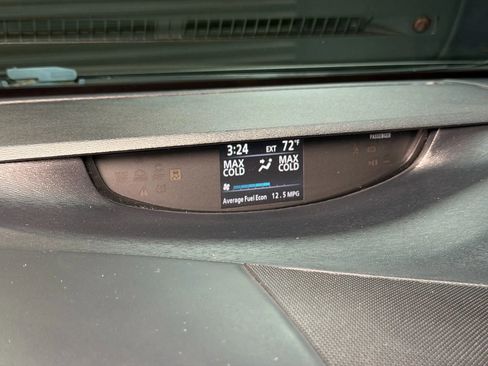 3:24 EXT 72°F
MAX COLD MAX COLD
Average Fuel Econ 12.5 MPG
PASSENGER